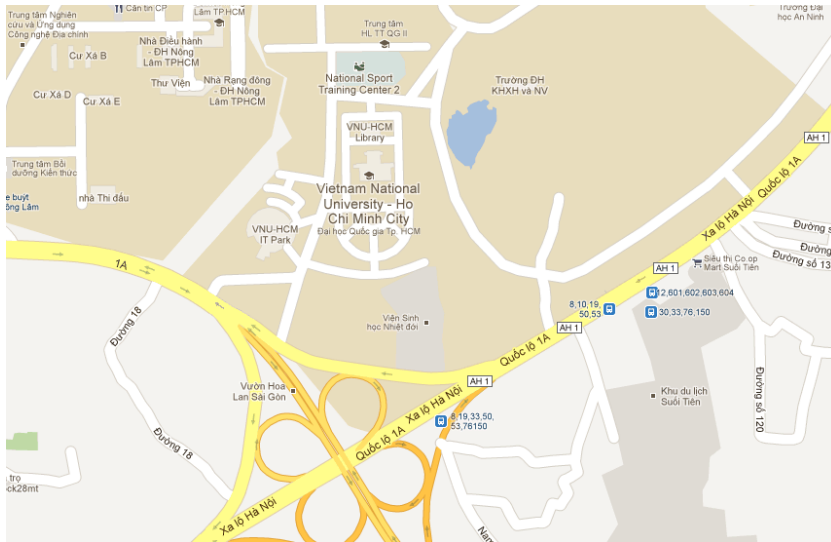 Căn tin CP
Lâm TPHCM
Trung tâm Nghiên
cứu và Ứng dụng
Công nghệ Địa chính
Nhà Điều hành
- ĐH Nông
Lâm TPHCM
Cư Xá B
Thư Viện
Nhà Rạng đông
- ĐH Nông
Lâm TPHCM
Cư Xá D
Cư Xá E
Trung tâm
HL TT QG II
National Sport
Training Center 2
Trường ĐH
KHXH và NV
Trường Đại
học An Ninh
VNU-HCM
Library
Trung tâm Bồi
dưỡng Kiến thức
nhà Thi đấu
e buýt
ông Lâm
Vietnam National
University - Ho
Chi Minh City
Đại học Quốc gia Tp. HCM
VNU-HCM
IT Park
AH 1
Quốc lộ 1A
Xa lộ Hà Nội
Đường s
Đường
Đường số 13
Siêu thị Co op
Mart Suối Tiên
AH 1
1A
12,601,602,603,604
8,10,19,
50,53
30,33,76,150
Đường 18
Viện Sinh
học Nhiệt đới
AH 1
Quốc lộ 1A
AH 1
Xa lộ Hà Nội
Vườn Hoa
Lan Sài Gòn
Khu du lịch
Suối Tiên
Đường số 120
8,19,33,50,
53,76150
Quốc lộ 1A
Đường 18
trọ
ock28mt
Xa lộ Hà Nội
Nam